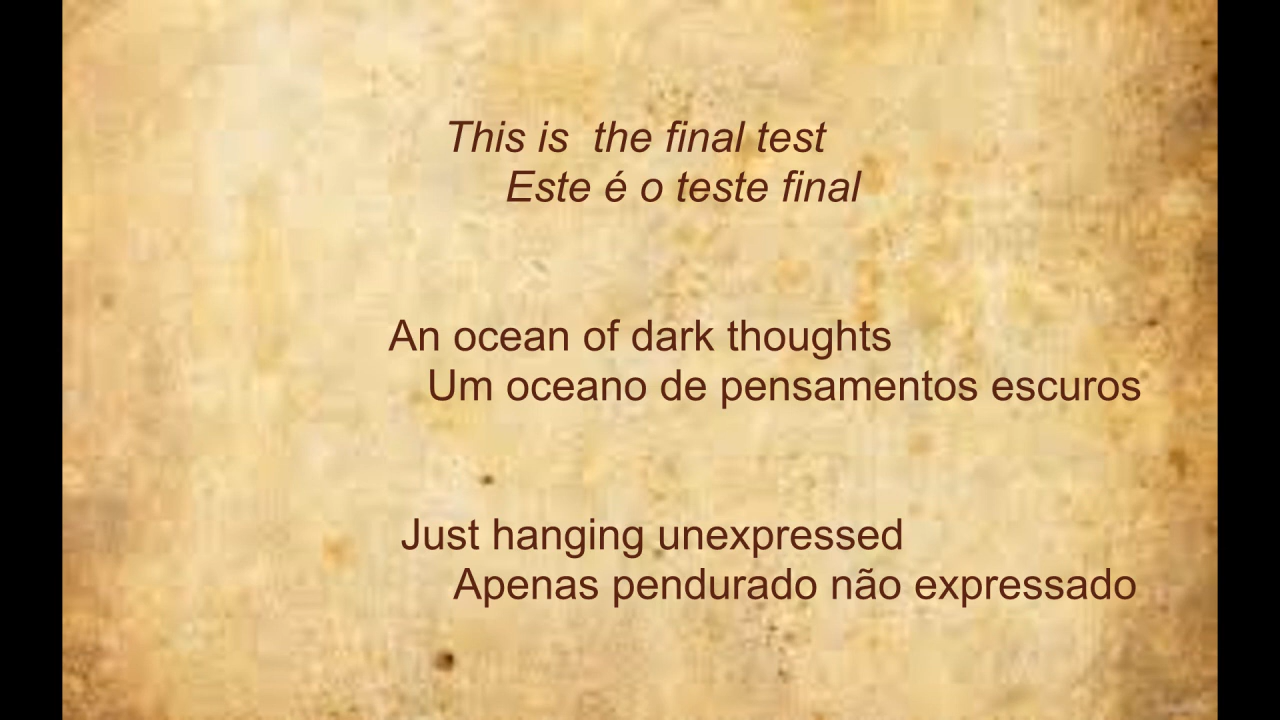 This is  the final test
Este é o teste final
An ocean of dark thoughts
Um oceano de pensamentos escuros
Just hanging unexpressed
Apenas pendurado não expressado